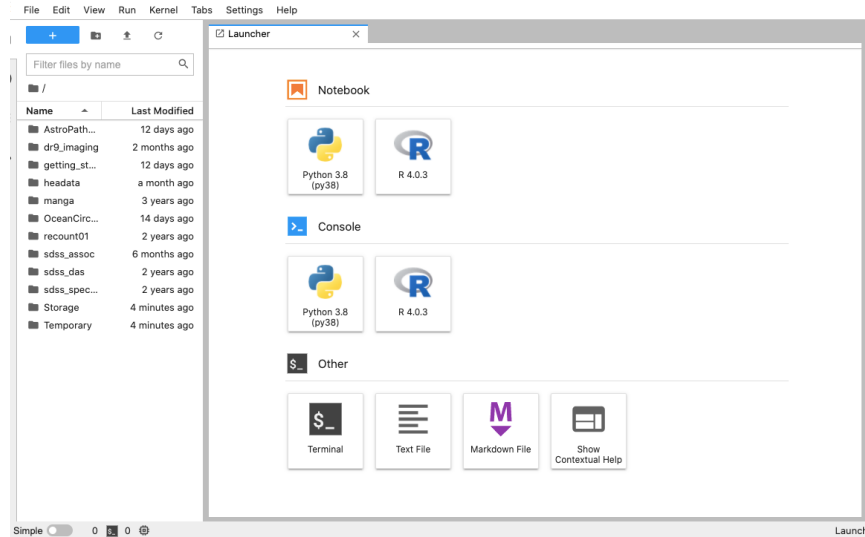 File Edit View Run Kernel Tabs Settings Help
+
Launcher ×
Filter files by name
/
Name Last Modified
AstroPath... 12 days ago
dr9_imaging 2 months ago
getting_st... 12 days ago
headata a month ago
manga 3 years ago
OceanCirc... 14 days ago
recount01 2 years ago
sdss_assoc 6 months ago
sdss_das 2 years ago
sdss_spec... 2 years ago
Storage 4 minutes ago
Temporary 4 minutes ago
Notebook
Python 3.8
(py38)
R
R 4.0.3
>_ Console
Python 3.8
(py38)
R
R 4.0.3
$_ Other
$_
Terminal
Text File
M
Markdown File
Show
Contextual Help
Simple 0 $_ 0
Launch